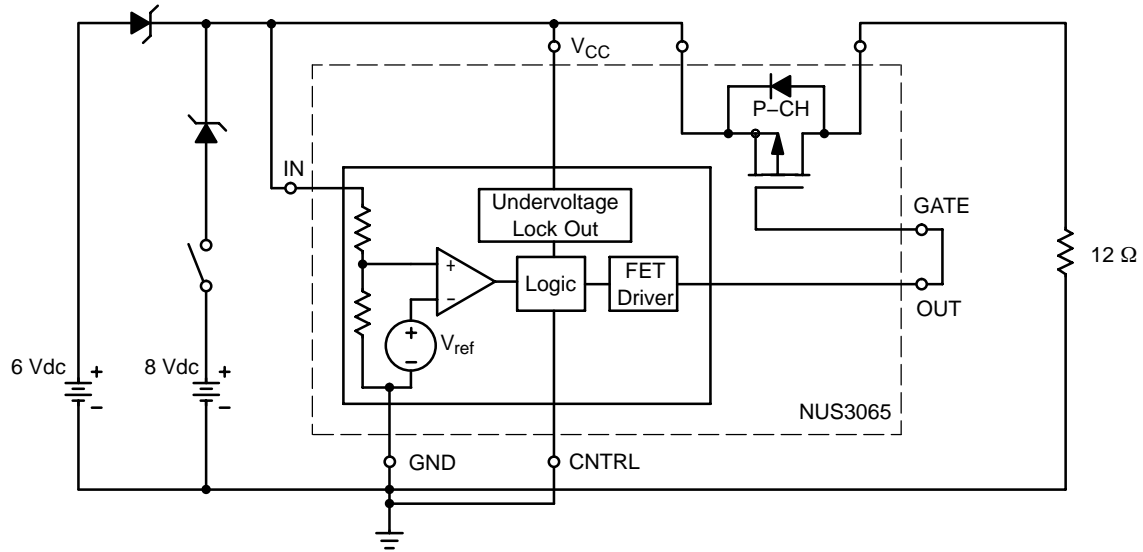 V_CC
P–CH
IN
Undervoltage
Lock Out
GATE
+
–
Logic
FET
Driver
12 Ω
OUT
+
–
V_ref
6 Vdc
+
–
8 Vdc
+
–
NUS3065
GND
CNTRL